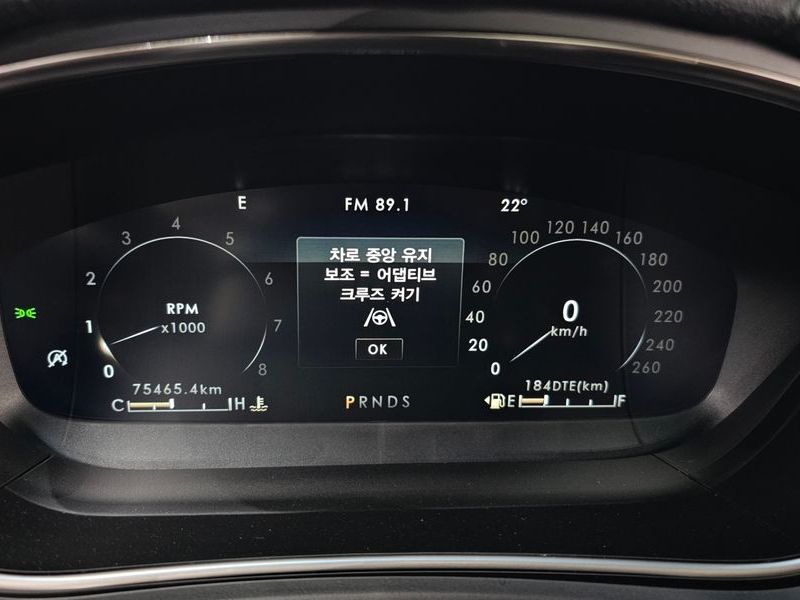 E FM 89.1 22°
차로 중앙 유지
보조 = 어댑티브
크루즈 켜기
OK
0 1 2 3 4 5 6 7 8
RPM
x1000
0 20 40 60 80 100 120 140 160 180 200 220 240 260
0
km/h
75465.4km
C H
PRNDS
184DTE(km)
E F